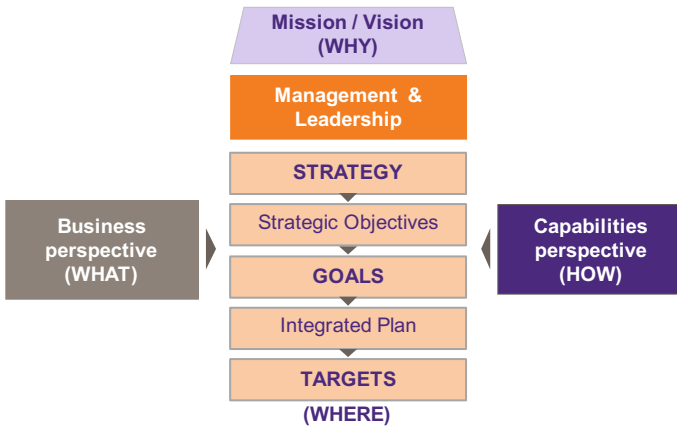 Mission / Vision
(WHY)
Management &
Leadership
STRATEGY
Strategic Objectives
GOALS
Integrated Plan
TARGETS
(WHERE)
Business
perspective
(WHAT)
Capabilities
perspective
(HOW)